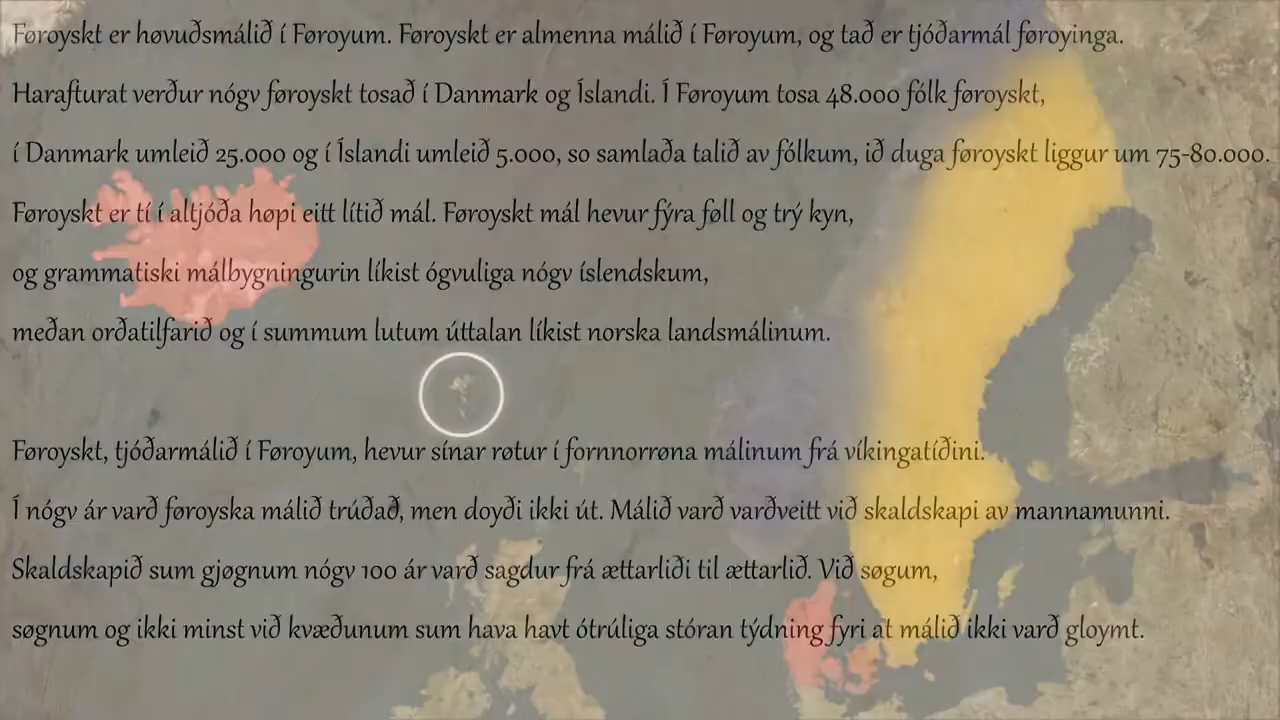 Føroyskt er høvuðsmálið í Føroyum. Føroyskt er almenna málið í Føroyum, og tað er tjóðarmál føroyinga.
Harafturat verður nógv føroyskt tosað í Danmark og Íslandi. Í Føroyum tosa 48.000 fólk føroyskt,
í Danmark umleið 25.000 og í Íslandi umleið 5.000, so samlaða talið av fólkum, ið duga føroyskt liggur um 75-80.000.
Føroyskt er tí í altjóða høpi eitt lítið mál. Føroyskt mál hevur fýra føll og trý kyn,
og grammatiski málbygningurin líkist ógvuliga nógv íslendskum,
meðan orðatilfarið og í summum lutum úttalan líkist norska landsmálinum.
Føroyskt, tjóðarmálið í Føroyum, hevur sínar røtur í fornnorrøna málinum frá víkingatíðini.
Í nógv ár varð føroyska málið trúðað, men doyði ikki út. Málið varð varðveitt við skaldskapi av mannamunni.
Skaldskapið sum gjøgnum nógv 100 ár varð sagdur frá ættarliði til ættarlið. Við søgum,
søgnum og ikki minst við kvæðunum sum hava havt ótrúliga stóran týdning fyri at málið ikki varð gloymt.